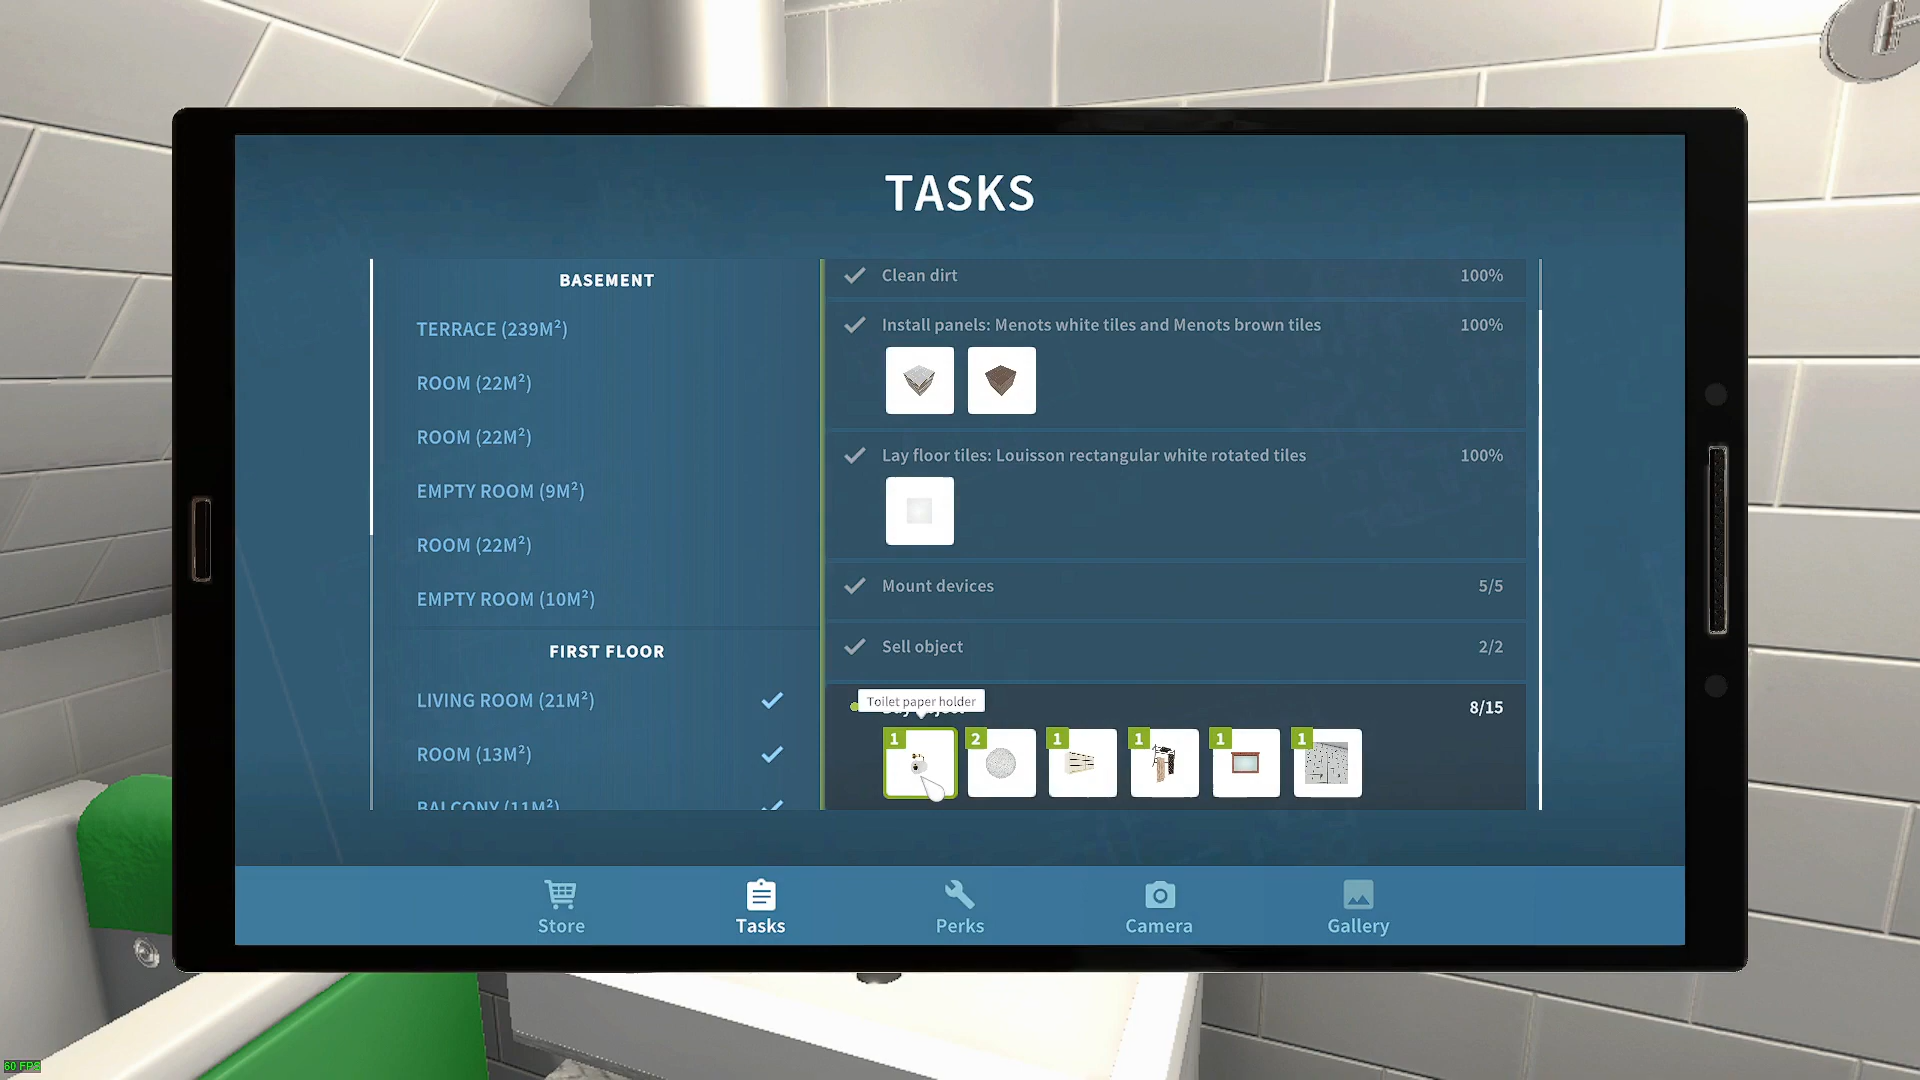 TASKS
BASEMENT
TERRACE (239M²)
ROOM (22M²)
ROOM (22M²)
EMPTY ROOM (9M²)
ROOM (22M²)
EMPTY ROOM (10M²)
FIRST FLOOR
LIVING ROOM (21M²)
ROOM (13M²)
BALCONY (11M²)
Clean dirt 100%
Install panels: Menots white tiles and Menots brown tiles 100%
Lay floor tiles: Louisson rectangular white rotated tiles 100%
Mount devices 5/5
Sell object 2/2
Toilet paper holder
8/15
1 2 1 1 1 1
Store Tasks Perks Camera Gallery
60 FPS